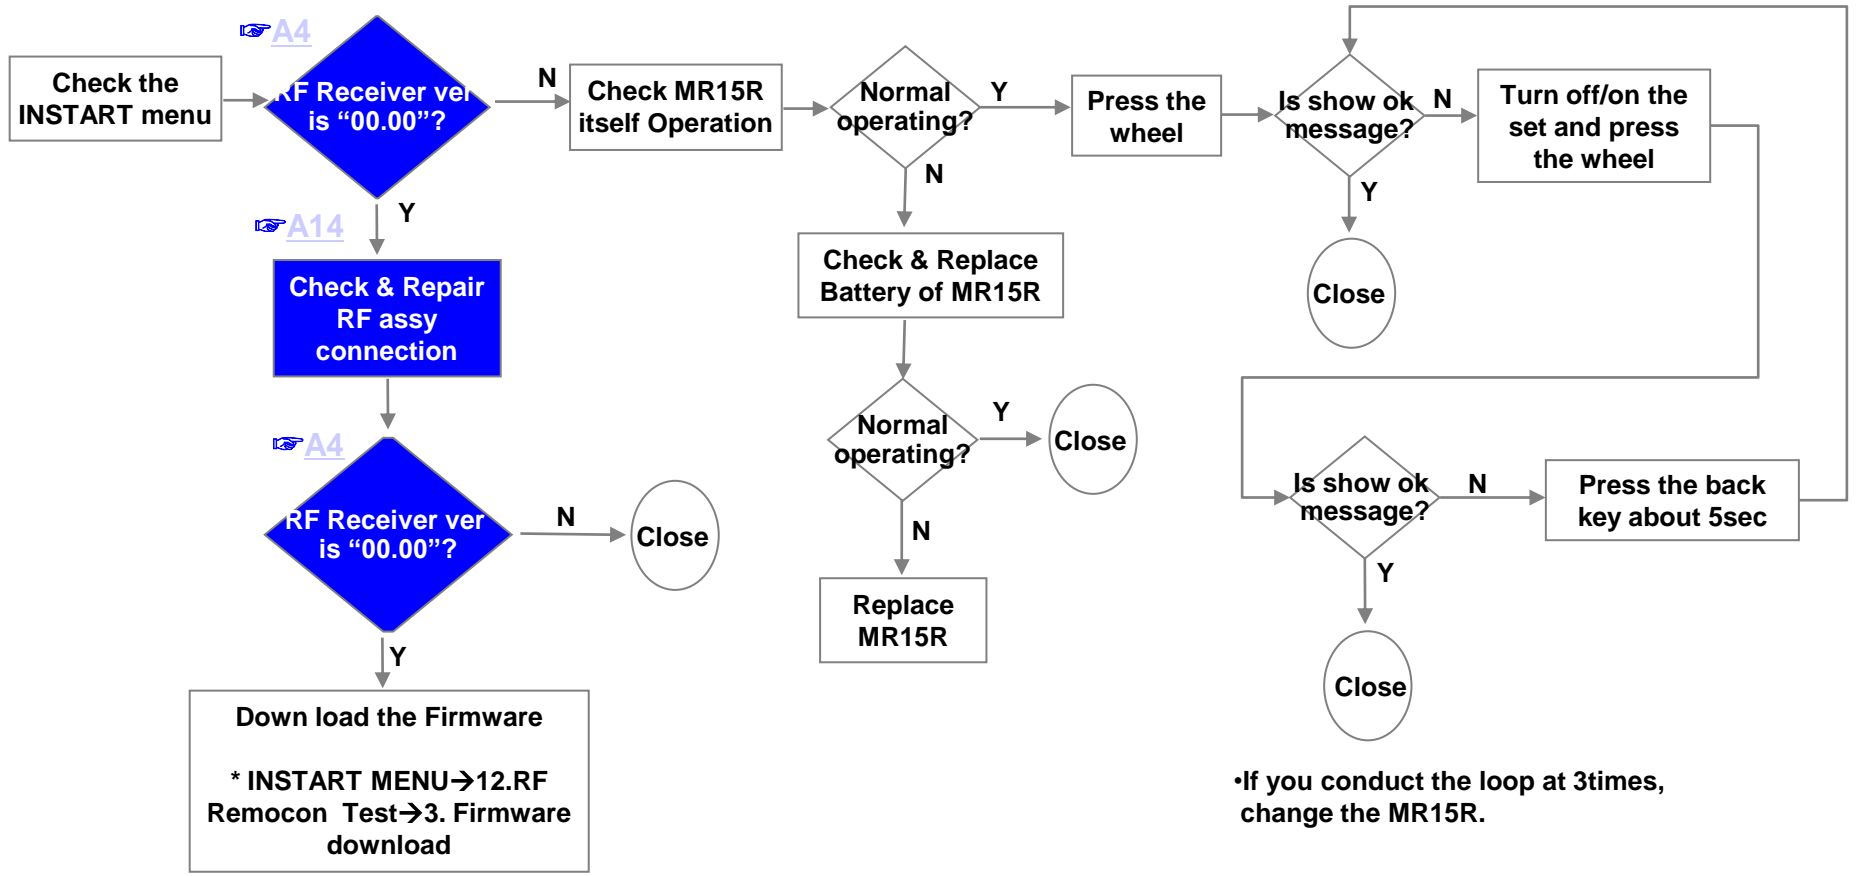 ☞A4
Check the
INSTART menu
RF Receiver ver
is “00.00”?
N
Check MR15R
itself Operation
Normal
operating?
Y
Press the
wheel
Is show ok
message?
N
Turn off/on the
set and press
the wheel
Y
☞A14
Check & Repair
RF assy
connection
N
Check & Replace
Battery of MR15R
Y
Close
☞A4
RF Receiver ver
is “00.00”?
N
Close
Normal
operating?
Y
Close
Is show ok
message?
N
Press the back
key about 5sec
Y
Down load the Firmware
* INSTART MENU→12.RF
Remocon Test→3. Firmware
download
N
Replace
MR15R
Y
Close
•If you conduct the loop at 3times,
change the MR15R.